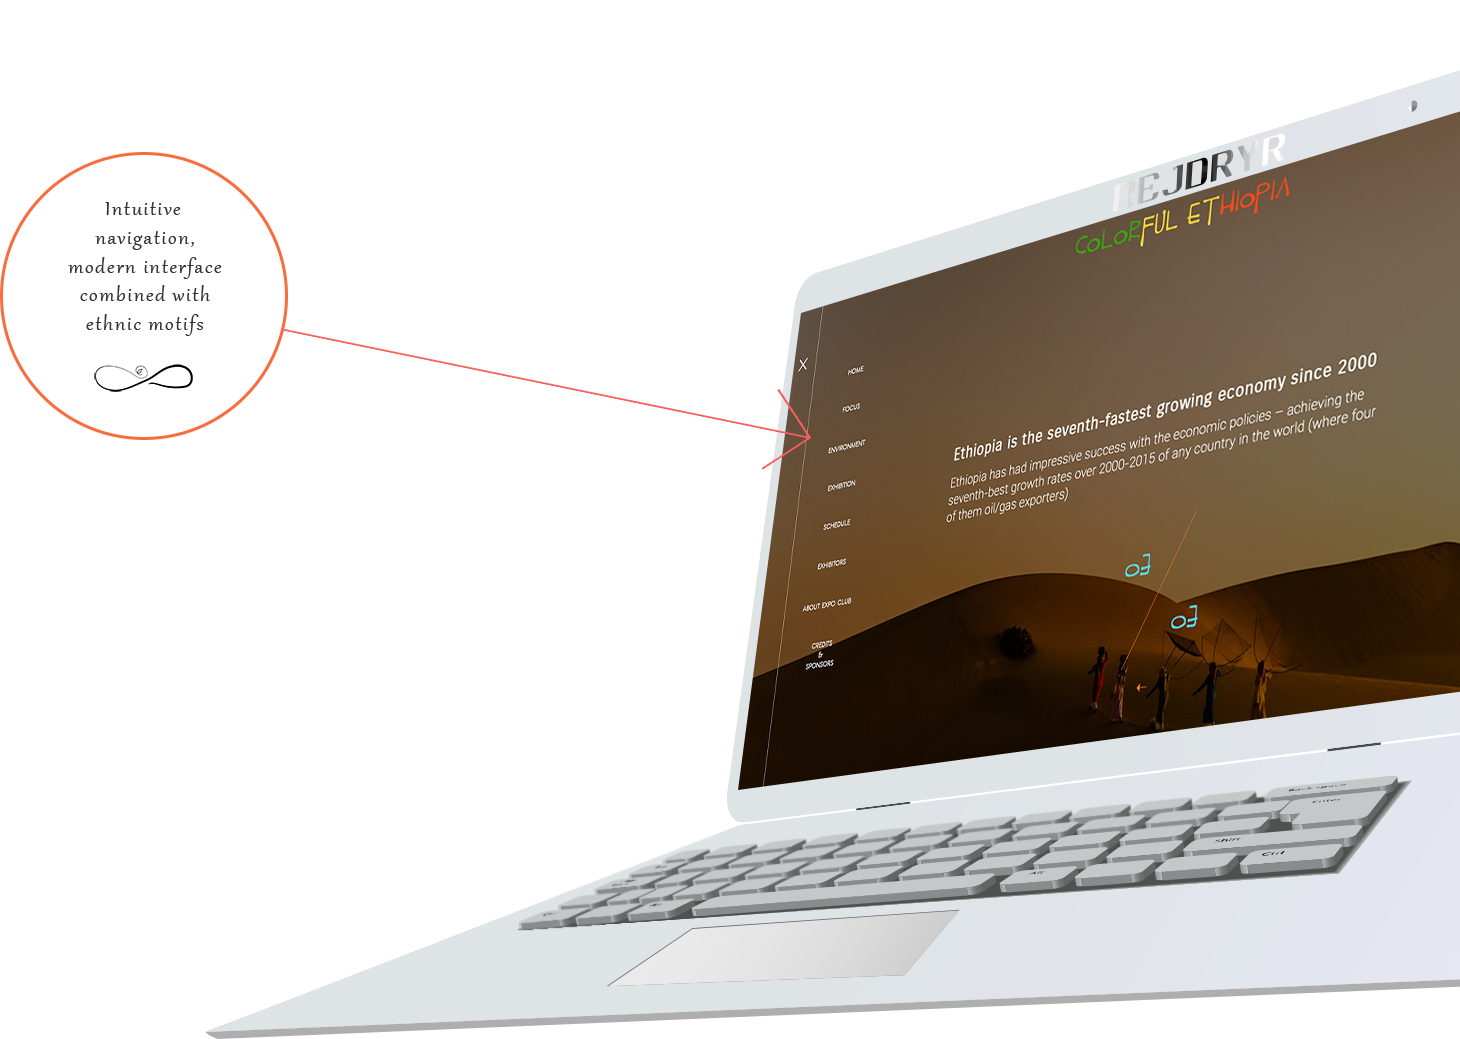 Intuitive
navigation,
modern interface
combined with
ethnic motifs
REJDRYR
COLORFUL ETHIOPIA
X
HOME
FOCUS
ENVIRONMENT
EXHIBITION
SCHEDULE
EXHIBITORS
ABOUT EXPO CLUB
CREDITS
&
SPONSORS
Ethiopia is the seventh-fastest growing economy since 2000
Ethiopia has had impressive success with the economic policies – achieving the
seventh-best growth rates over 2000-2015 of any country in the world (where four
of them oil/gas exporters)
Back space
Enter
Shift
Alt
Ctrl